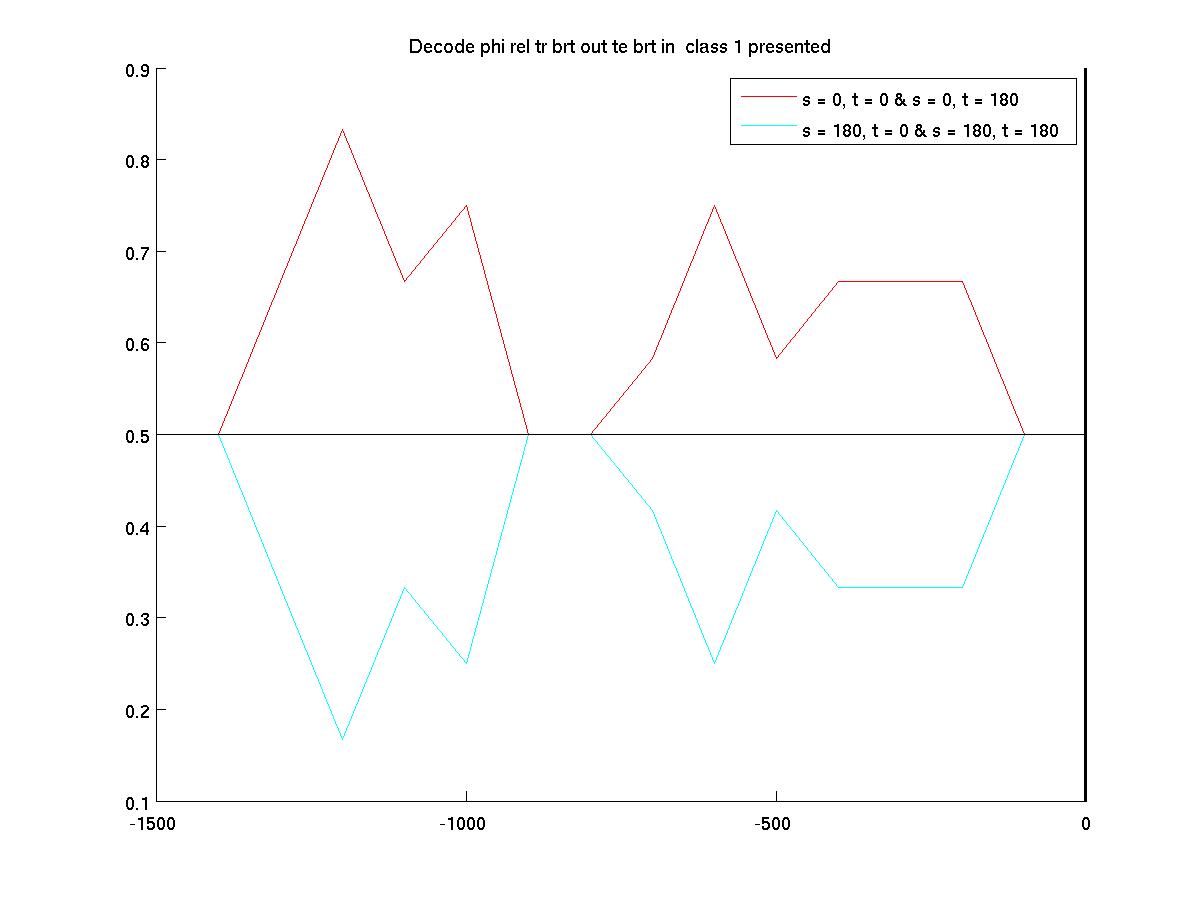 Decode phi rel tr brt out te brt in  class 1 presented
0.9
s = 0, t = 0 & s = 0, t = 180
s = 180, t = 0 & s = 180, t = 180
0.8
0.7
0.6
0.5
0.4
0.3
0.2
0.1
-1500 -1000 -500 0